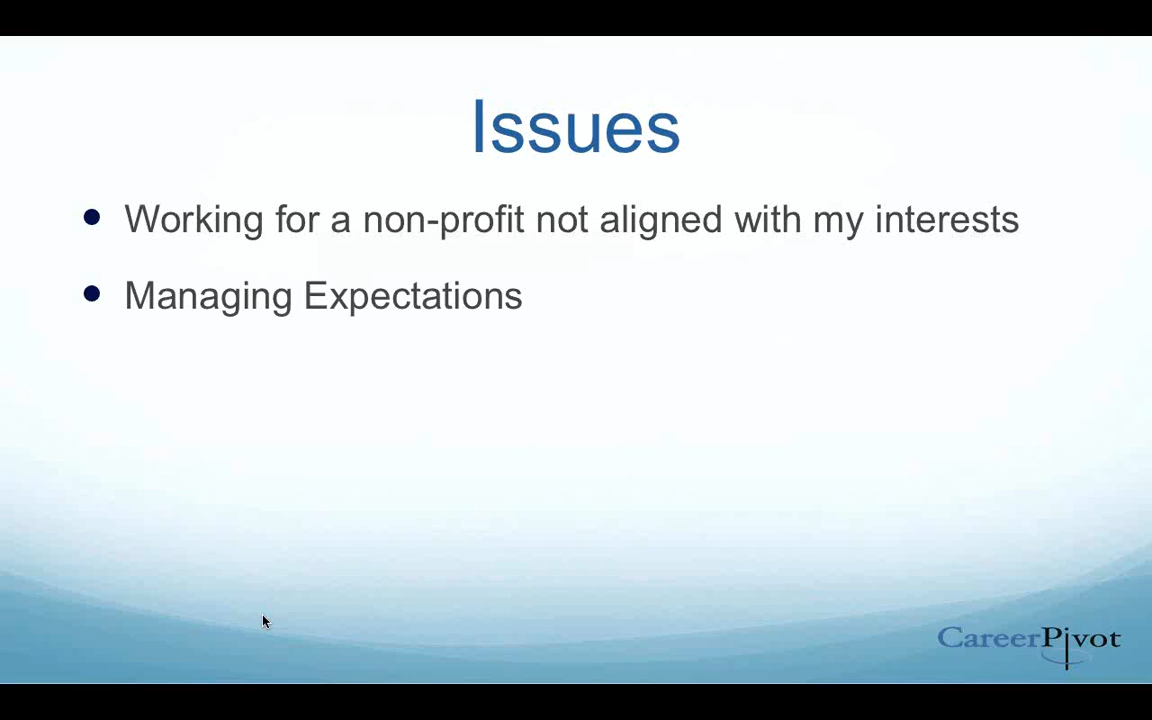 Issues
Working for a non-profit not aligned with my interests
Managing Expectations
CareerPivot